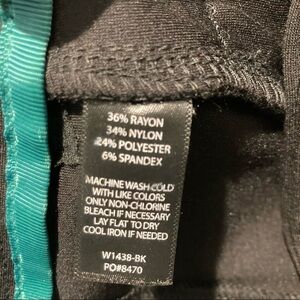 36% RAYON
34% NYLON
24% POLYESTER
6% SPANDEX
MACHINE WASH COLD
WITH LIKE COLORS
ONLY NON-CHLORINE
BLEACH IF NECESSARY
LAY FLAT TO DRY
COOL IRON IF NEEDED
W1438-BK
PO#8470